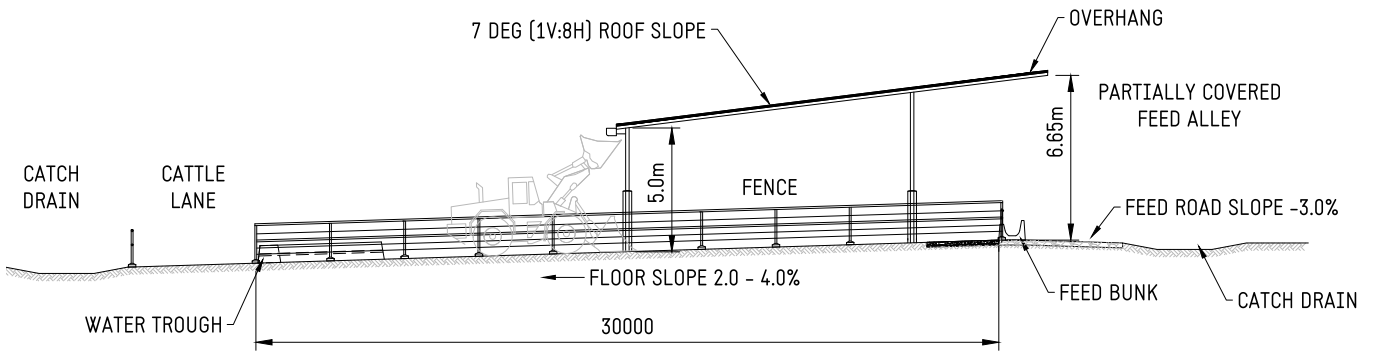 OVERHANG
7 DEG (1V:8H) ROOF SLOPE
PARTIALLY COVERED
FEED ALLEY
6.65m
5.0m
CATCH
DRAIN
CATTLE
LANE
FENCE
FEED ROAD SLOPE -3.0%
FLOOR SLOPE 2.0 - 4.0%
FEED BUNK
CATCH DRAIN
WATER TROUGH
30000